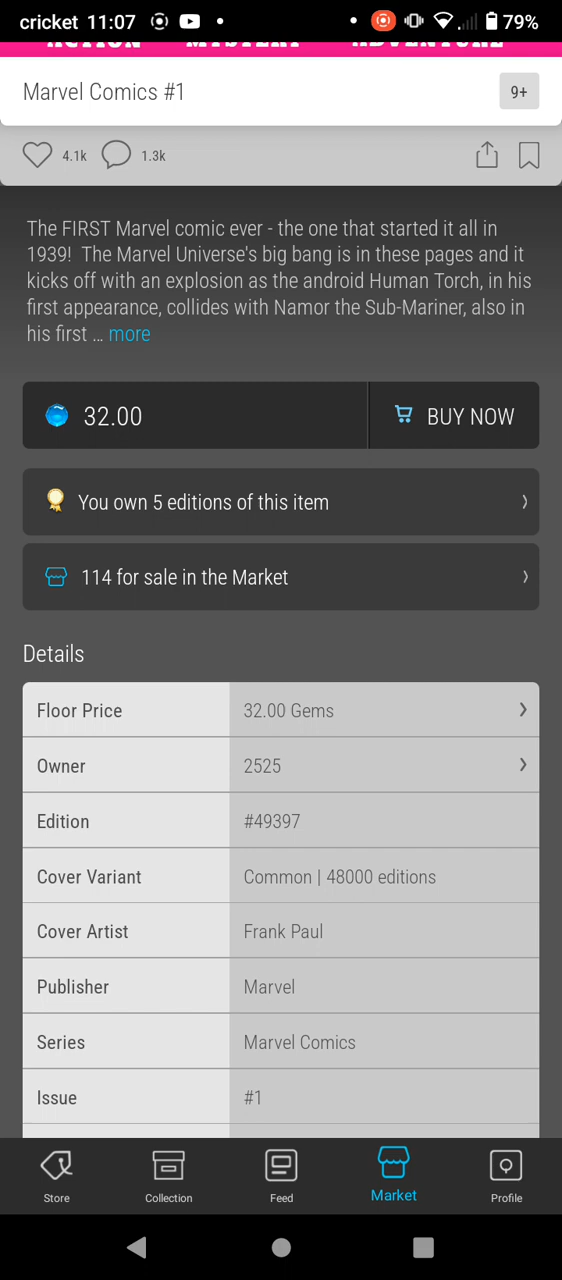 cricket 11:07
79%
ACTION MYSTERY ADVENTURE
Marvel Comics #1
9+
4.1k
1.3k
The FIRST Marvel comic ever - the one that started it all in
1939! The Marvel Universe's big bang is in these pages and it
kicks off with an explosion as the android Human Torch, in his
first appearance, collides with Namor the Sub-Mariner, also in
his first ... more
32.00
BUY NOW
You own 5 editions of this item
114 for sale in the Market
Details
Floor Price 32.00 Gems
Owner 2525
Edition #49397
Cover Variant Common | 48000 editions
Cover Artist Frank Paul
Publisher Marvel
Series Marvel Comics
Issue #1
Store Collection Feed Market Profile